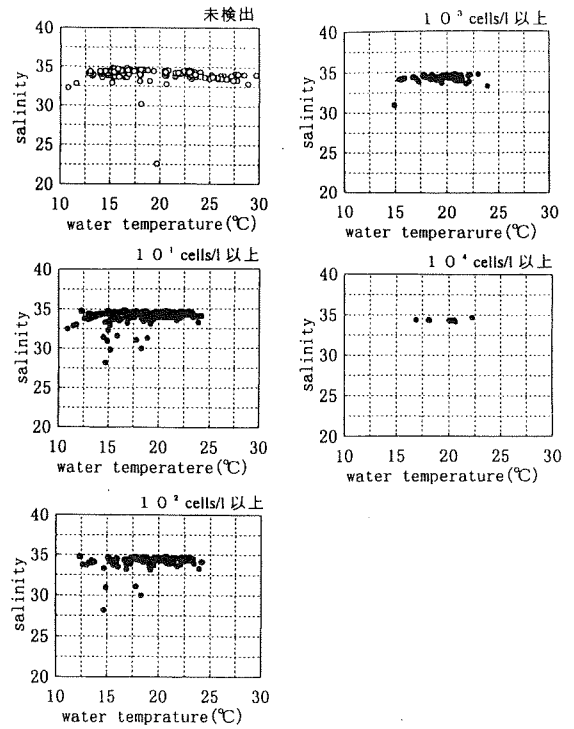 未検出
40
35
30
25
20
salinity
10 15 20 25 30
water temperature(℃)
10¹ cells/l 以上
40
35
30
25
20
salinity
10 15 20 25 30
water temperatere(℃)
10² cells/l 以上
40
35
30
25
20
salinity
10 15 20 25 30
water temprature(℃)
10³ cells/l 以上
40
35
30
25
20
salinity
10 15 20 25 30
water temperarure(℃)
10⁴ cells/l 以上
40
35
30
25
20
salinity
10 15 20 25 30
water temperature(℃)